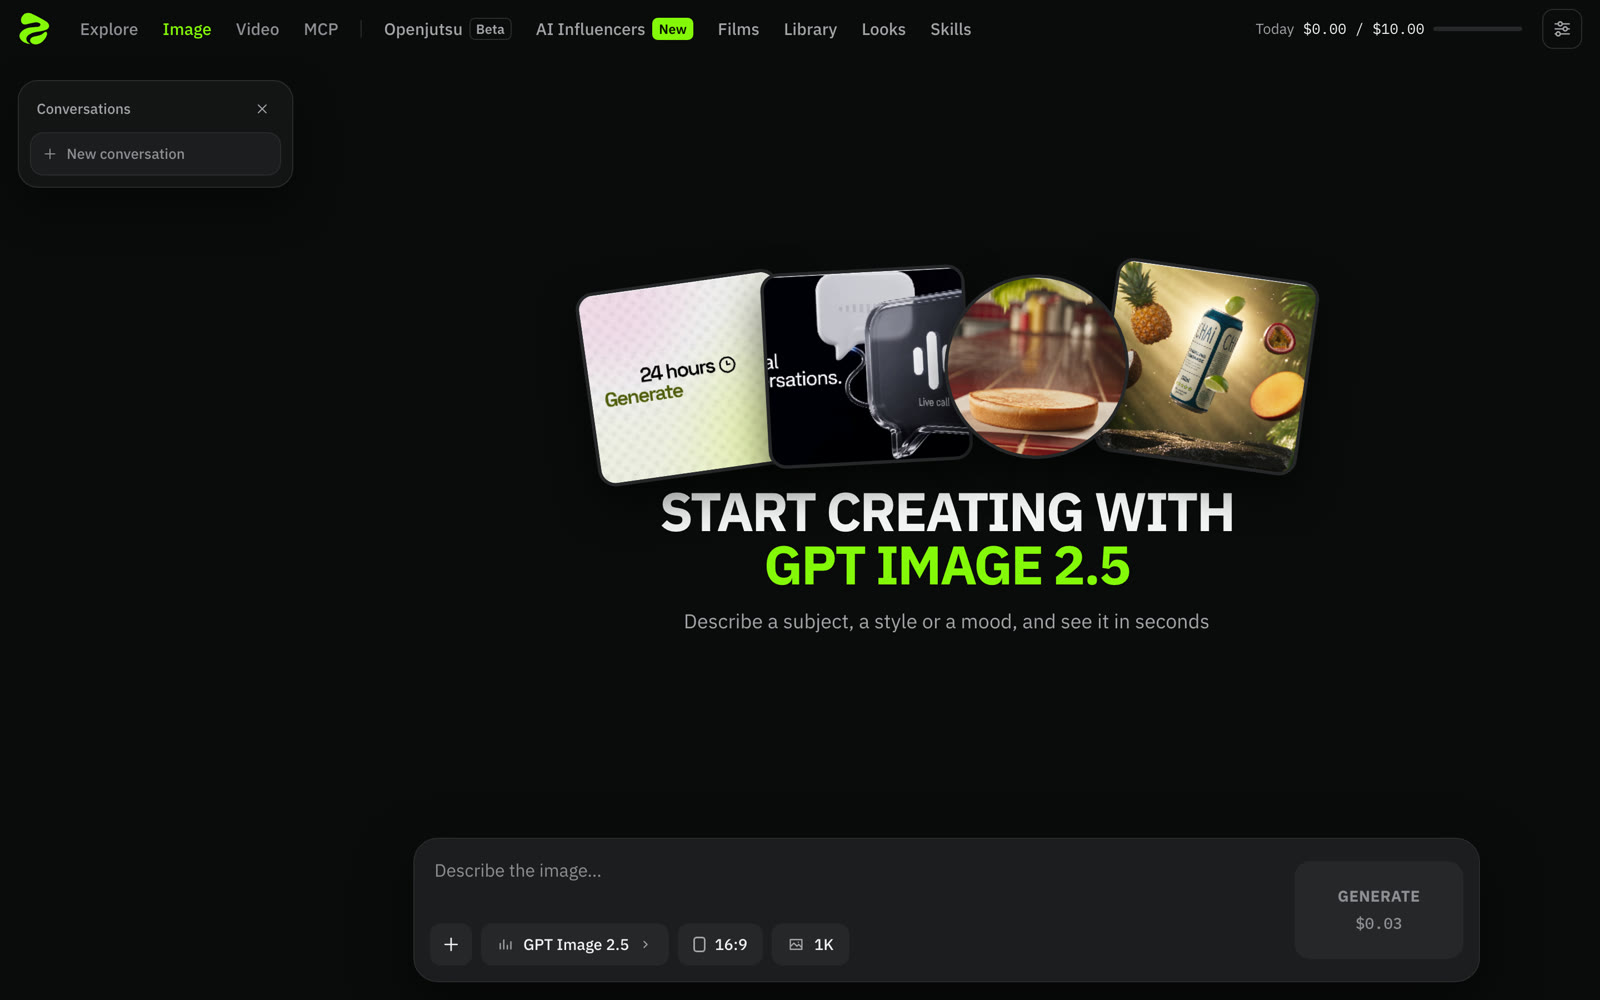 Explore Image Video MCP Openjutsu Beta AI Influencers New Films Library Looks Skills Today $0.00 / $10.00
Conversations
New conversation
24 hours
Generate
al
rsations.
Live call
CHAI
START CREATING WITH
GPT IMAGE 2.5
Describe a subject, a style or a mood, and see it in seconds
Describe the image...
GENERATE
$0.03
GPT Image 2.5
16:9
1K